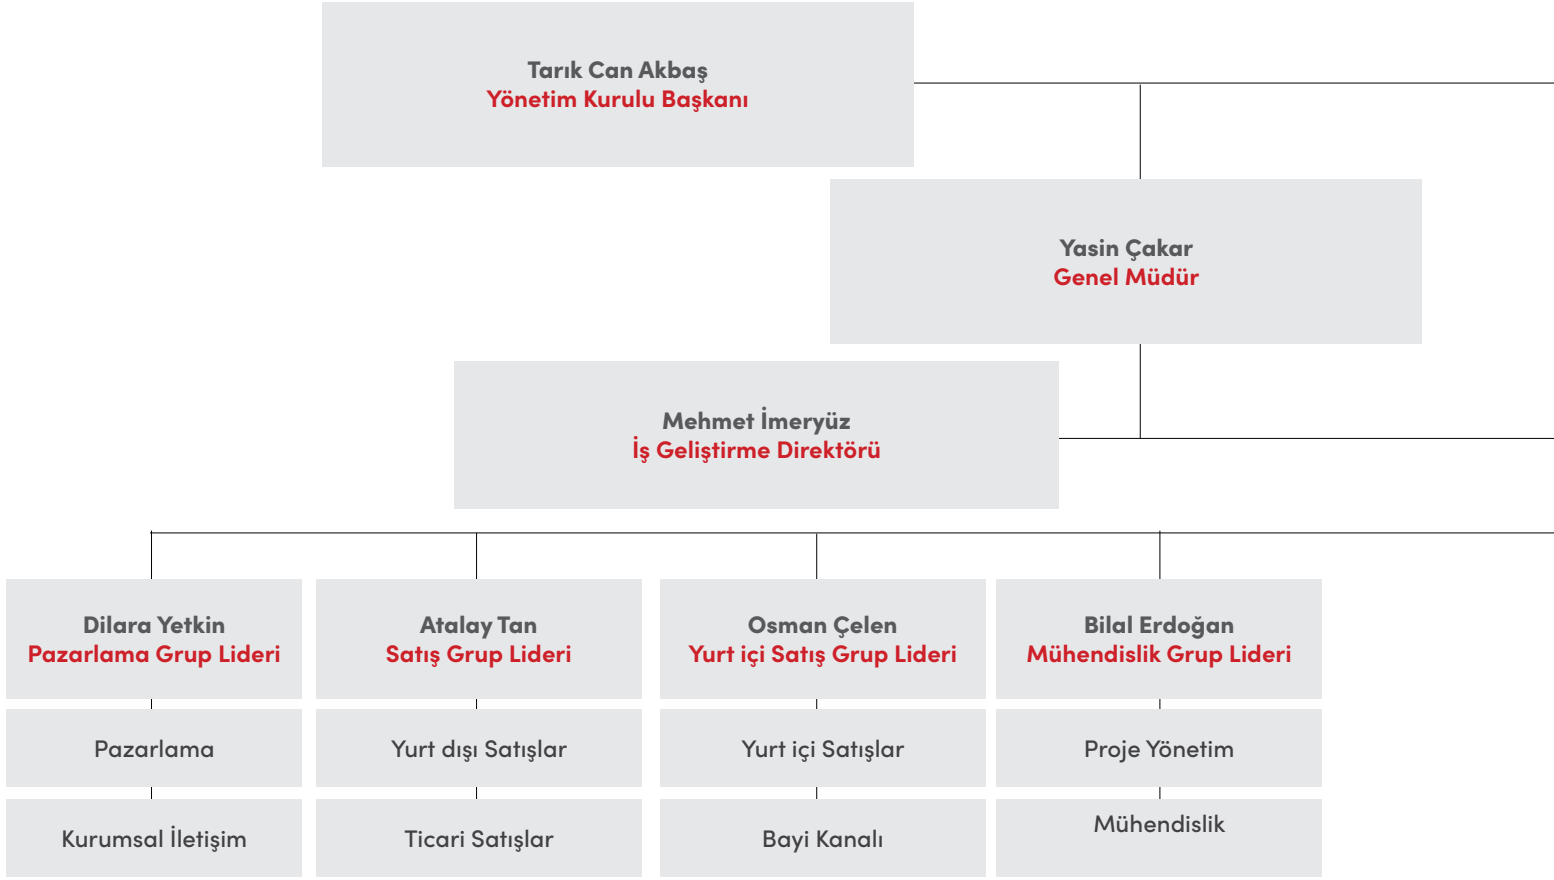 Tarık Can Akbaş
Yönetim Kurulu Başkanı
Yasin Çakar
Genel Müdür
Mehmet İmeryüz
İş Geliştirme Direktörü
Dilara Yetkin
Pazarlama Grup Lideri
Atalay Tan
Satış Grup Lideri
Osman Çelen
Yurt içi Satış Grup Lideri
Bilal Erdoğan
Mühendislik Grup Lideri
Pazarlama
Yurt dışı Satışlar
Yurt içi Satışlar
Proje Yönetim
Kurumsal İletişim
Ticari Satışlar
Bayi Kanalı
Mühendislik